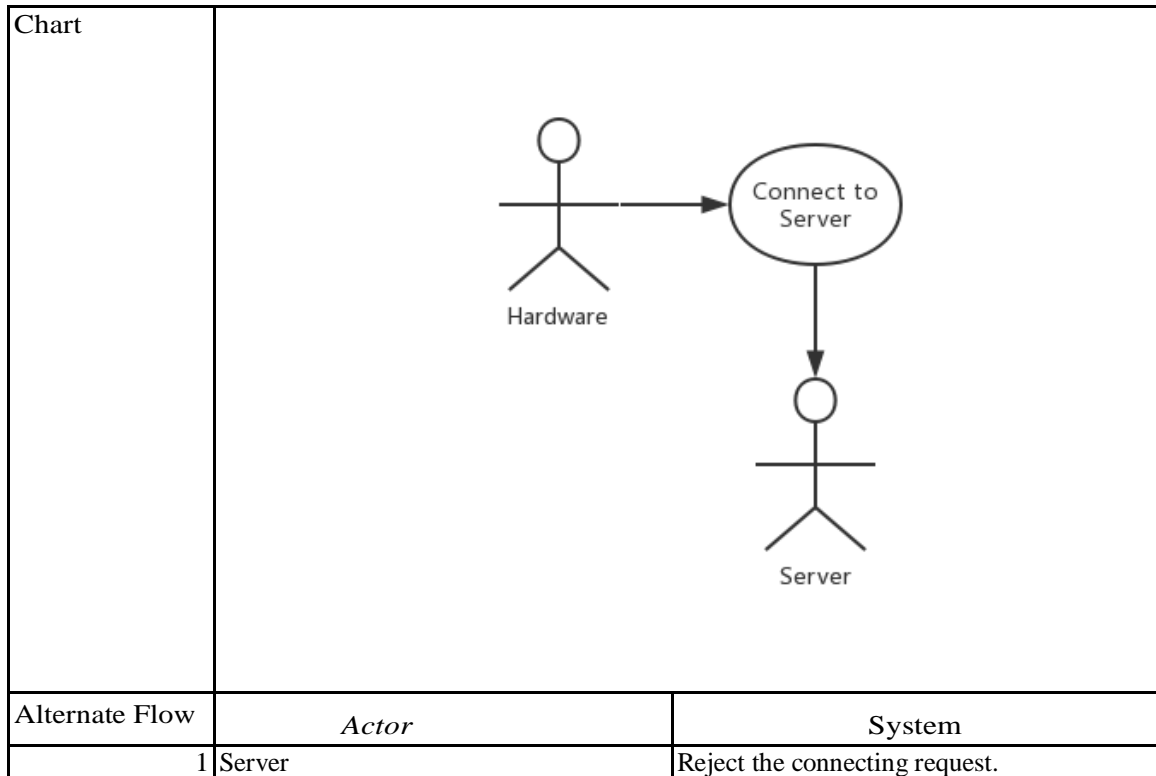 Chart
Connect to
Server
Hardware
Server
Alternate Flow Actor System
1 Server Reject the connecting request.